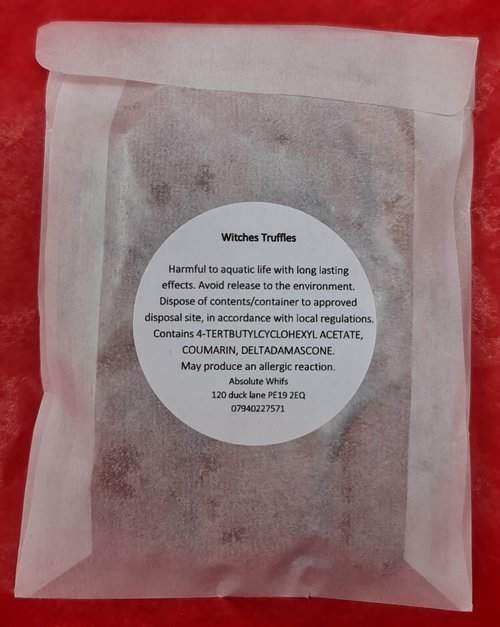 Witches Truffles
Harmful to aquatic life with long lasting
effects. Avoid release to the environment.
Dispose of contents/container to approved
disposal site, in accordance with local regulations.
Contains 4-TERTBUTYLCYCLOHEXYL ACETATE,
COUMARIN, DELTADAMASCONE.
May produce an allergic reaction.
Absolute Whifs
120 duck lane PE19 2EQ
07940227571